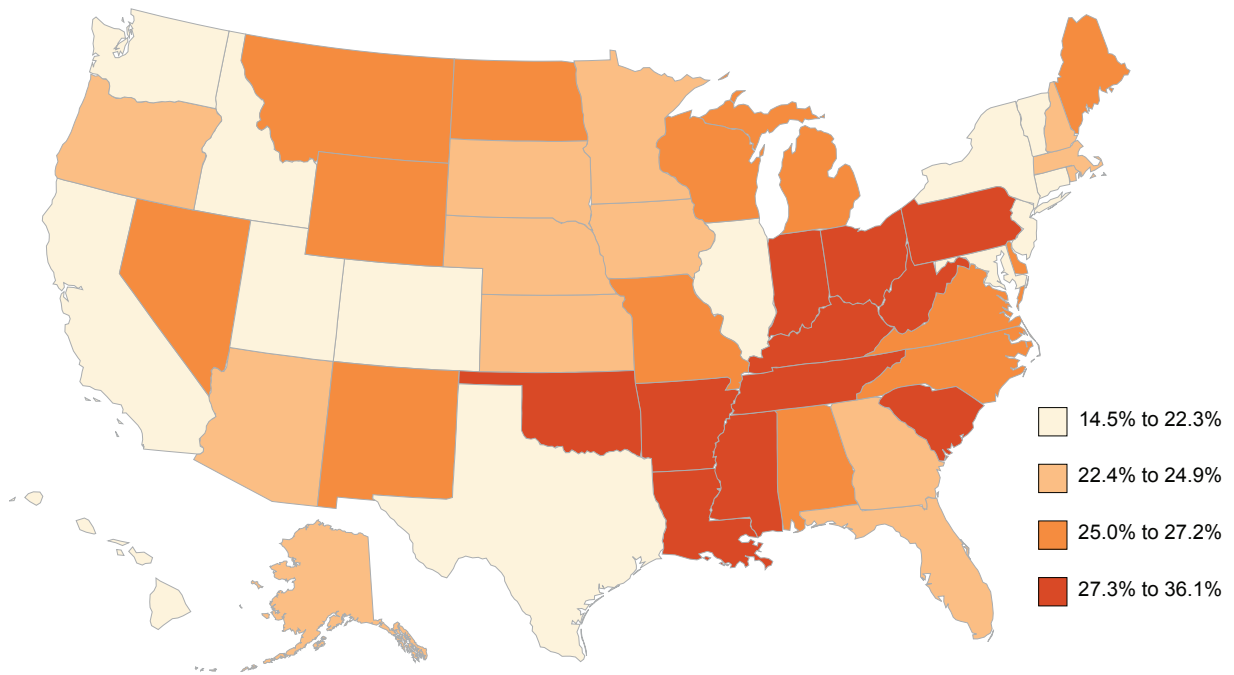 14.5% to 22.3%
22.4% to 24.9%
25.0% to 27.2%
27.3% to 36.1%